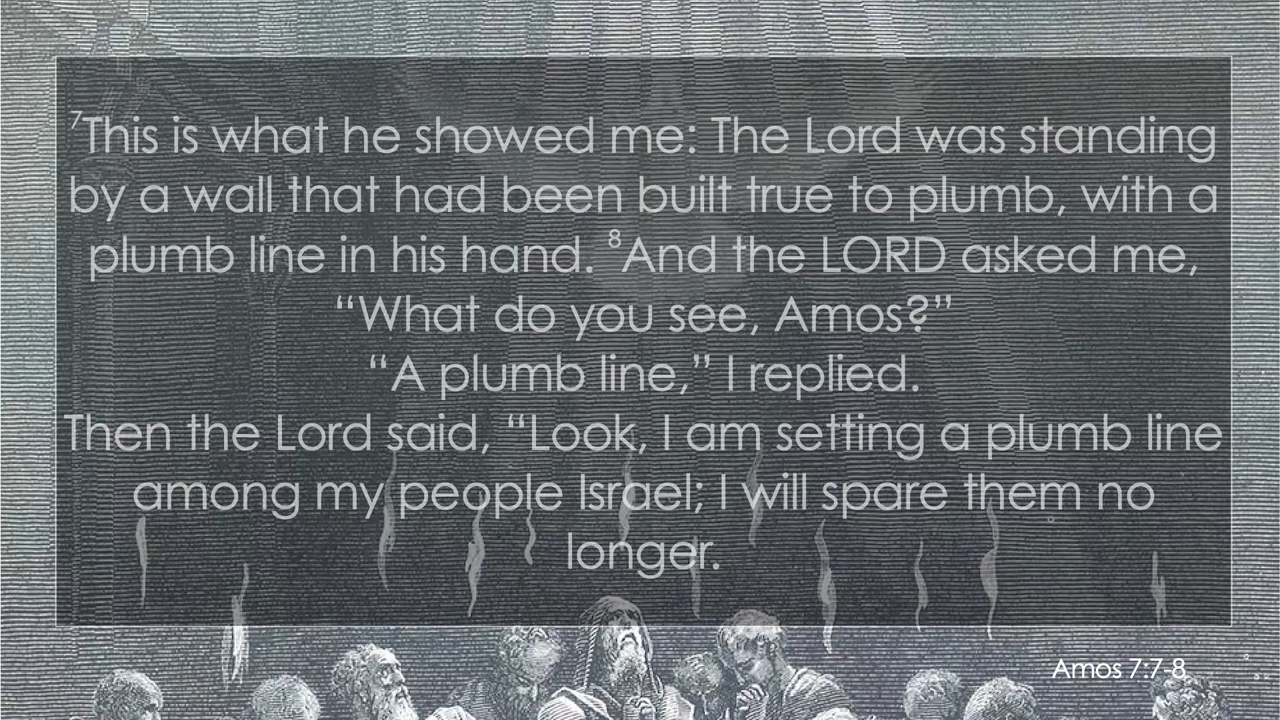 ⁷This is what he showed me: The Lord was standing
by a wall that had been built true to plumb, with a
plumb line in his hand. ⁸And the LORD asked me,
“What do you see, Amos?”
“A plumb line,” I replied.
Then the Lord said, “Look, I am setting a plumb line
among my people Israel; I will spare them no
longer.
Amos 7:7-8